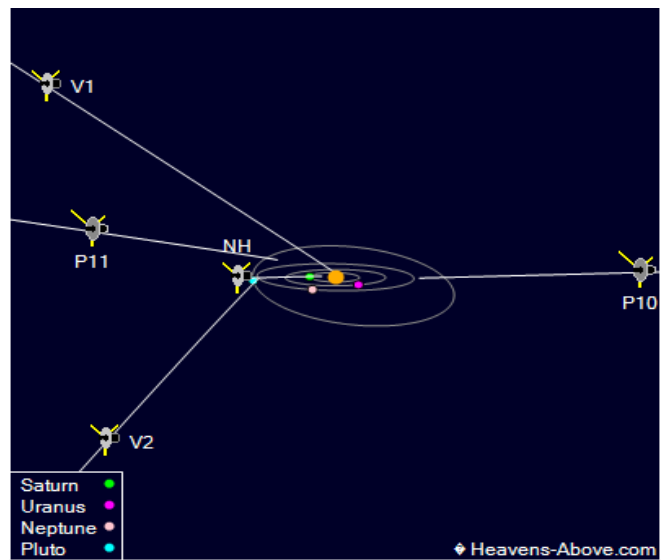 V1
P11
NH
P10
V2
Saturn
Uranus
Neptune
Pluto
� Heavens-Above.com